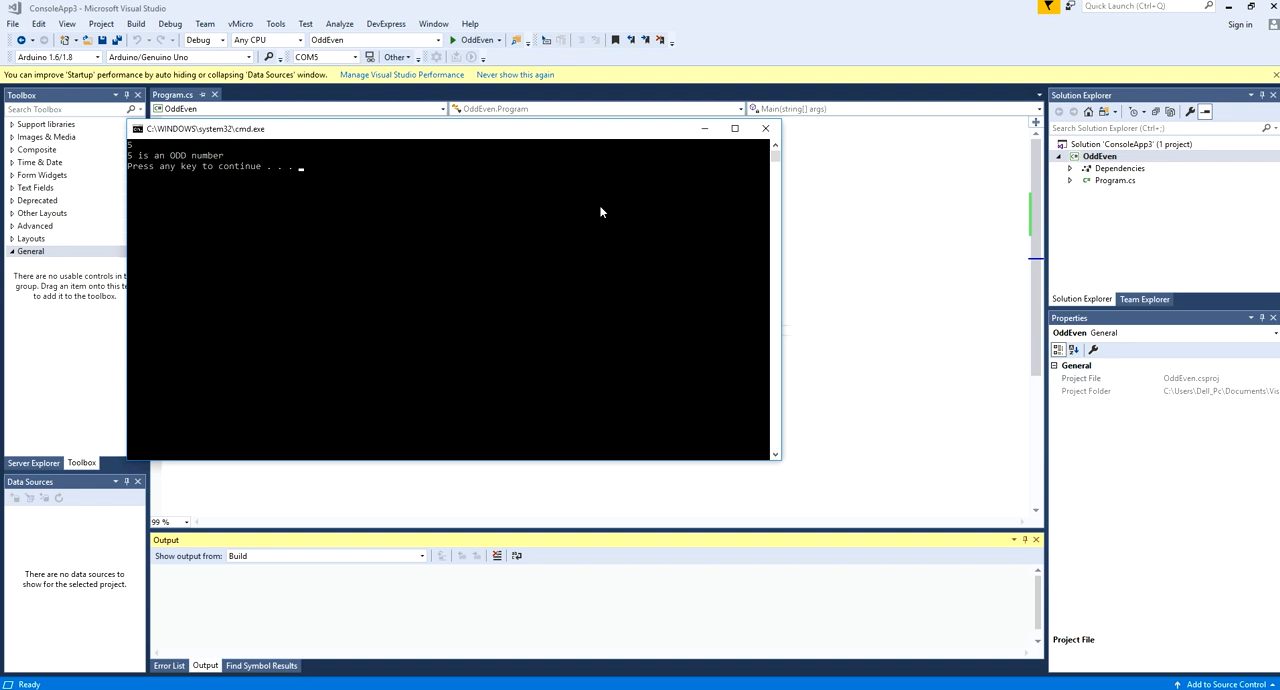 ConsoleApp3 - Microsoft Visual Studio
Quick Launch (Ctrl+Q)
File Edit View Project Build Debug Team vMicro Tools Test Analyze DevExpress Window Help
Sign in
Debug Any CPU OddEven OddEven
Arduino 1.6/1.8 Arduino/Genuino Uno COM5 Other
You can improve 'Startup' performance by auto hiding or collapsing 'Data Sources' window. Manage Visual Studio Performance Never show this again
Toolbox
Search Toolbox
Support libraries
Images & Media
Composite
Time & Date
Form Widgets
Text Fields
Deprecated
Other Layouts
Advanced
Layouts
General
There are no usable controls in t
group. Drag an item onto this te
to add it to the toolbox.
Server Explorer Toolbox
Data Sources
There are no data sources to
show for the selected project.
Program.cs
OddEven OddEven.Program Main(string[] args)
C:\WINDOWS\system32\cmd.exe
5
5 is an ODD number
Press any key to continue . . .
99 %
Output
Show output from: Build
Error List Output Find Symbol Results
Solution Explorer
Search Solution Explorer (Ctrl+;)
Solution 'ConsoleApp3' (1 project)
OddEven
Dependencies
Program.cs
Solution Explorer Team Explorer
Properties
OddEven General
General
Project File OddEven.csproj
Project Folder C:\Users\Dell_Pc\Documents\Vis
Project File
Ready
Add to Source Control